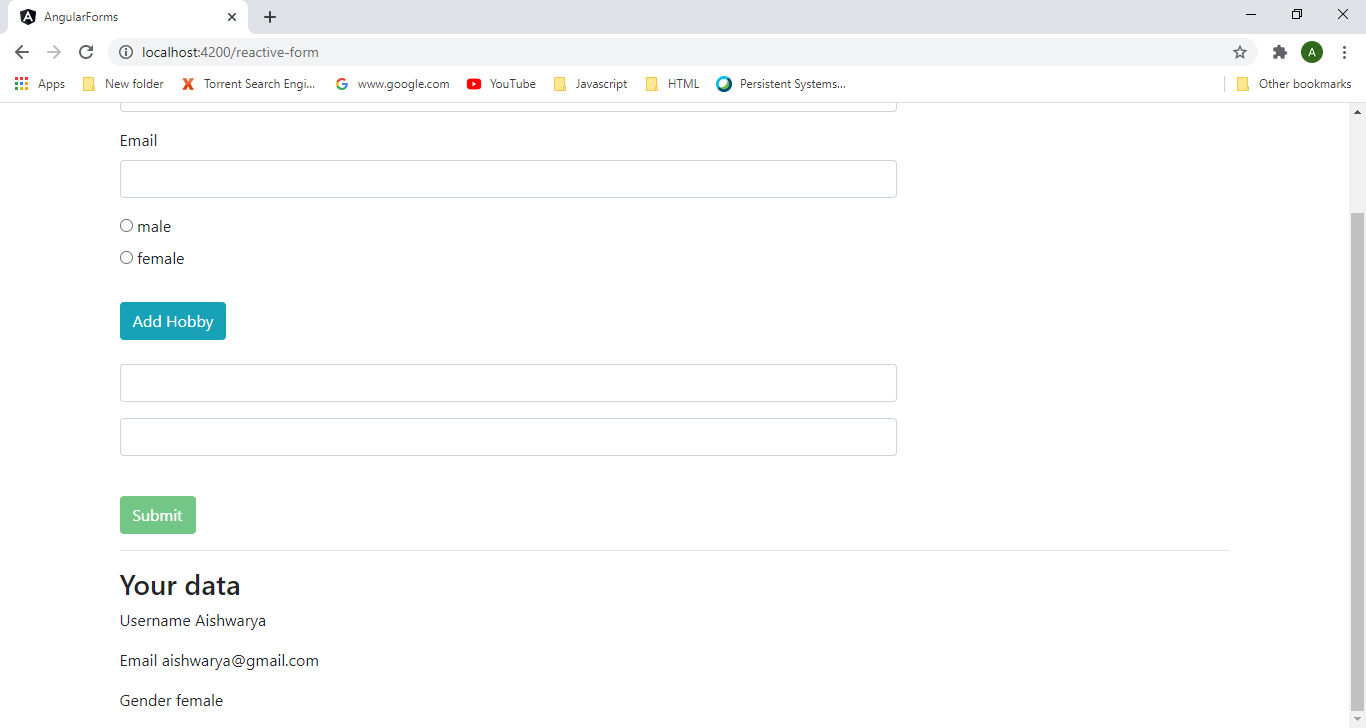 AngularForms
localhost:4200/reactive-form
A
Apps New folder Torrent Search Engi... www.google.com YouTube Javascript HTML Persistent Systems... Other bookmarks
Email
male
female
Add Hobby
Submit
Your data
Username Aishwarya
Email aishwarya@gmail.com
Gender female